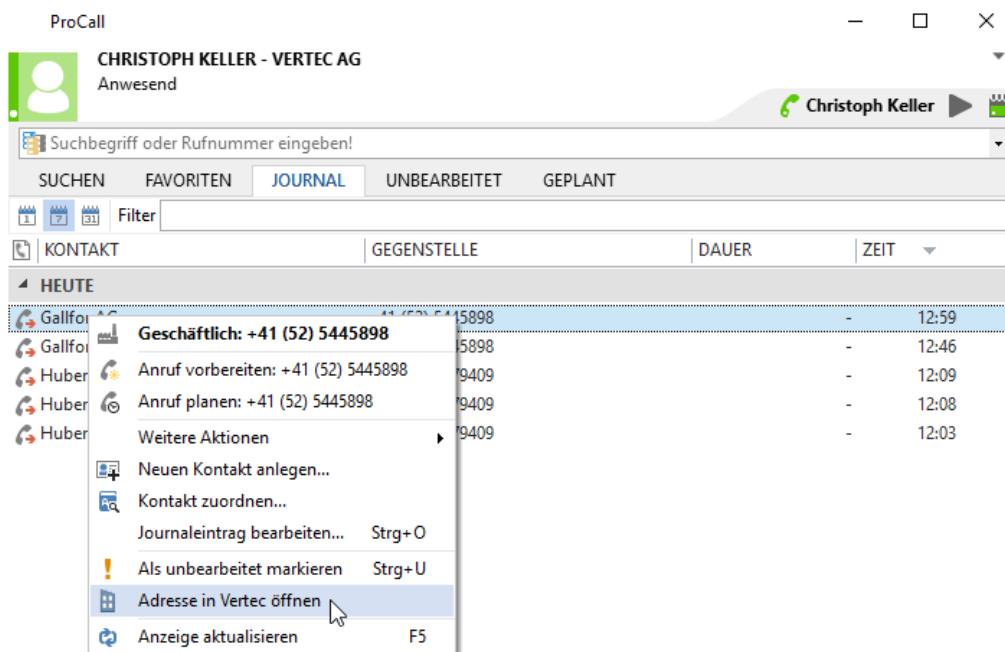 ProCall
CHRISTOPH KELLER - VERTEC AG
Anwesend
Christoph Keller
Suchbegriff oder Rufnummer eingeben!
SUCHEN FAVORITEN JOURNAL UNBEARBEITET GEPLANT
1 7 31 Filter
KONTAKT GEGENSTELLE DAUER ZEIT
HEUTE
- 12:59
- 12:46
- 12:09
- 12:08
- 12:03
Geschäftlich: +41 (52) 5445898
Anruf vorbereiten: +41 (52) 5445898
Anruf planen: +41 (52) 5445898
Weitere Aktionen
Neuen Kontakt anlegen...
Kontakt zuordnen...
Journaleintrag bearbeiten... Strg+O
Als unbearbeitet markieren Strg+U
Adresse in Vertec öffnen
Anzeige aktualisieren F5